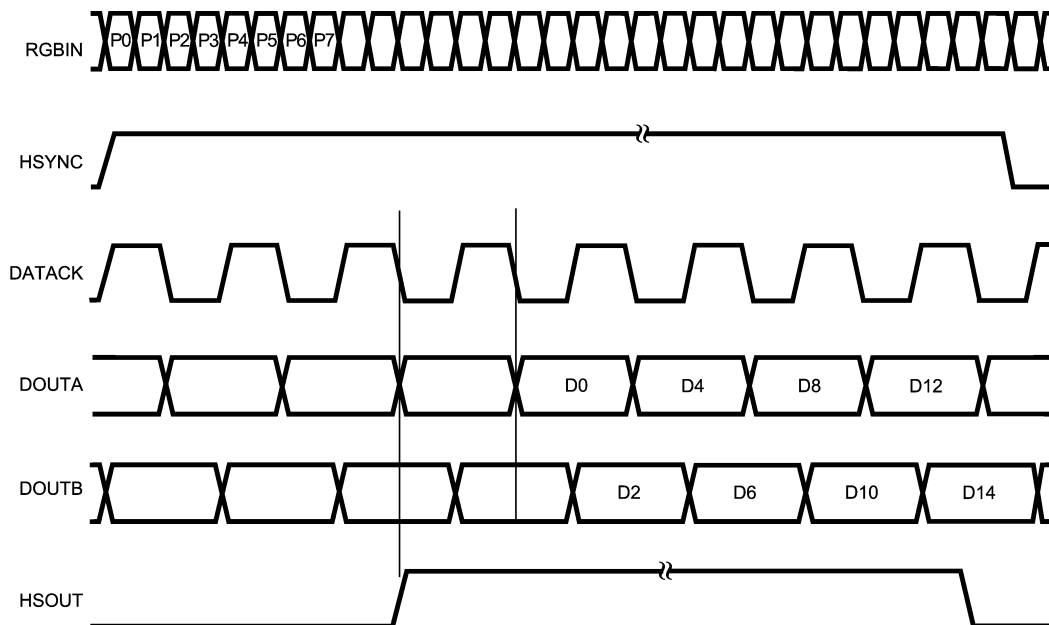 RGBIN P0 P1 P2 P3 P4 P5 P6 P7
HSYNC
DATACK
DOUTA D0 D4 D8 D12
DOUTB D2 D6 D10 D14
HSOUT